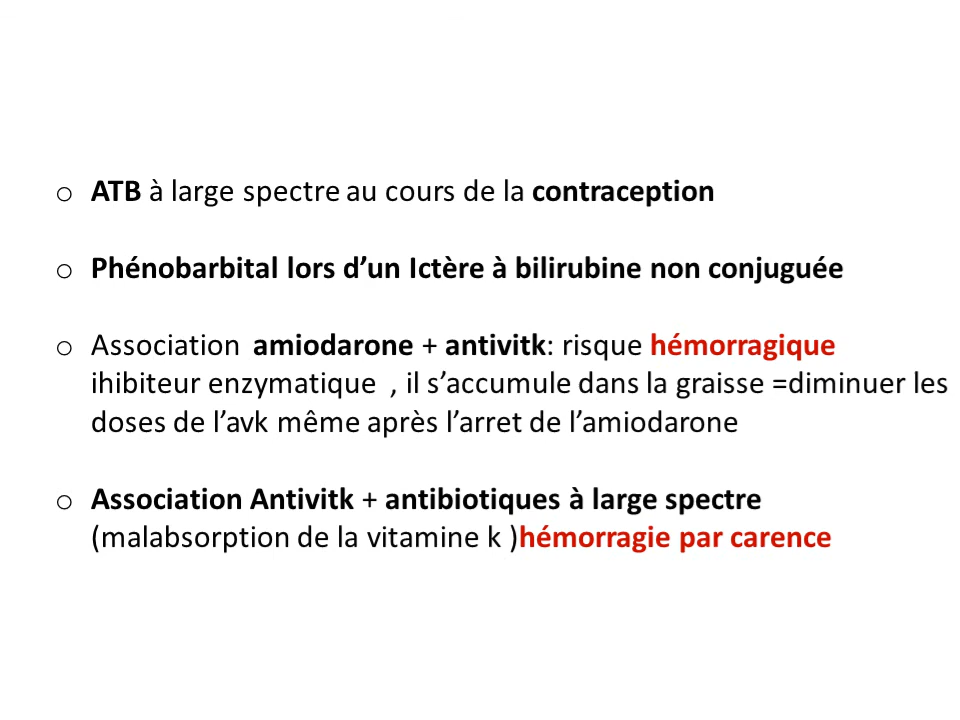 o ATB à large spectre au cours de la contraception
o Phénobarbital lors d’un Ictère à bilirubine non conjuguée
o Association amiodarone + antivitk: risque hémorragique
ihibiteur enzymatique , il s’accumule dans la graisse =diminuer les
doses de l’avk même après l’arret de l’amiodarone
o Association Antivitk + antibiotiques à large spectre
(malabsorption de la vitamine k )hémorragie par carence